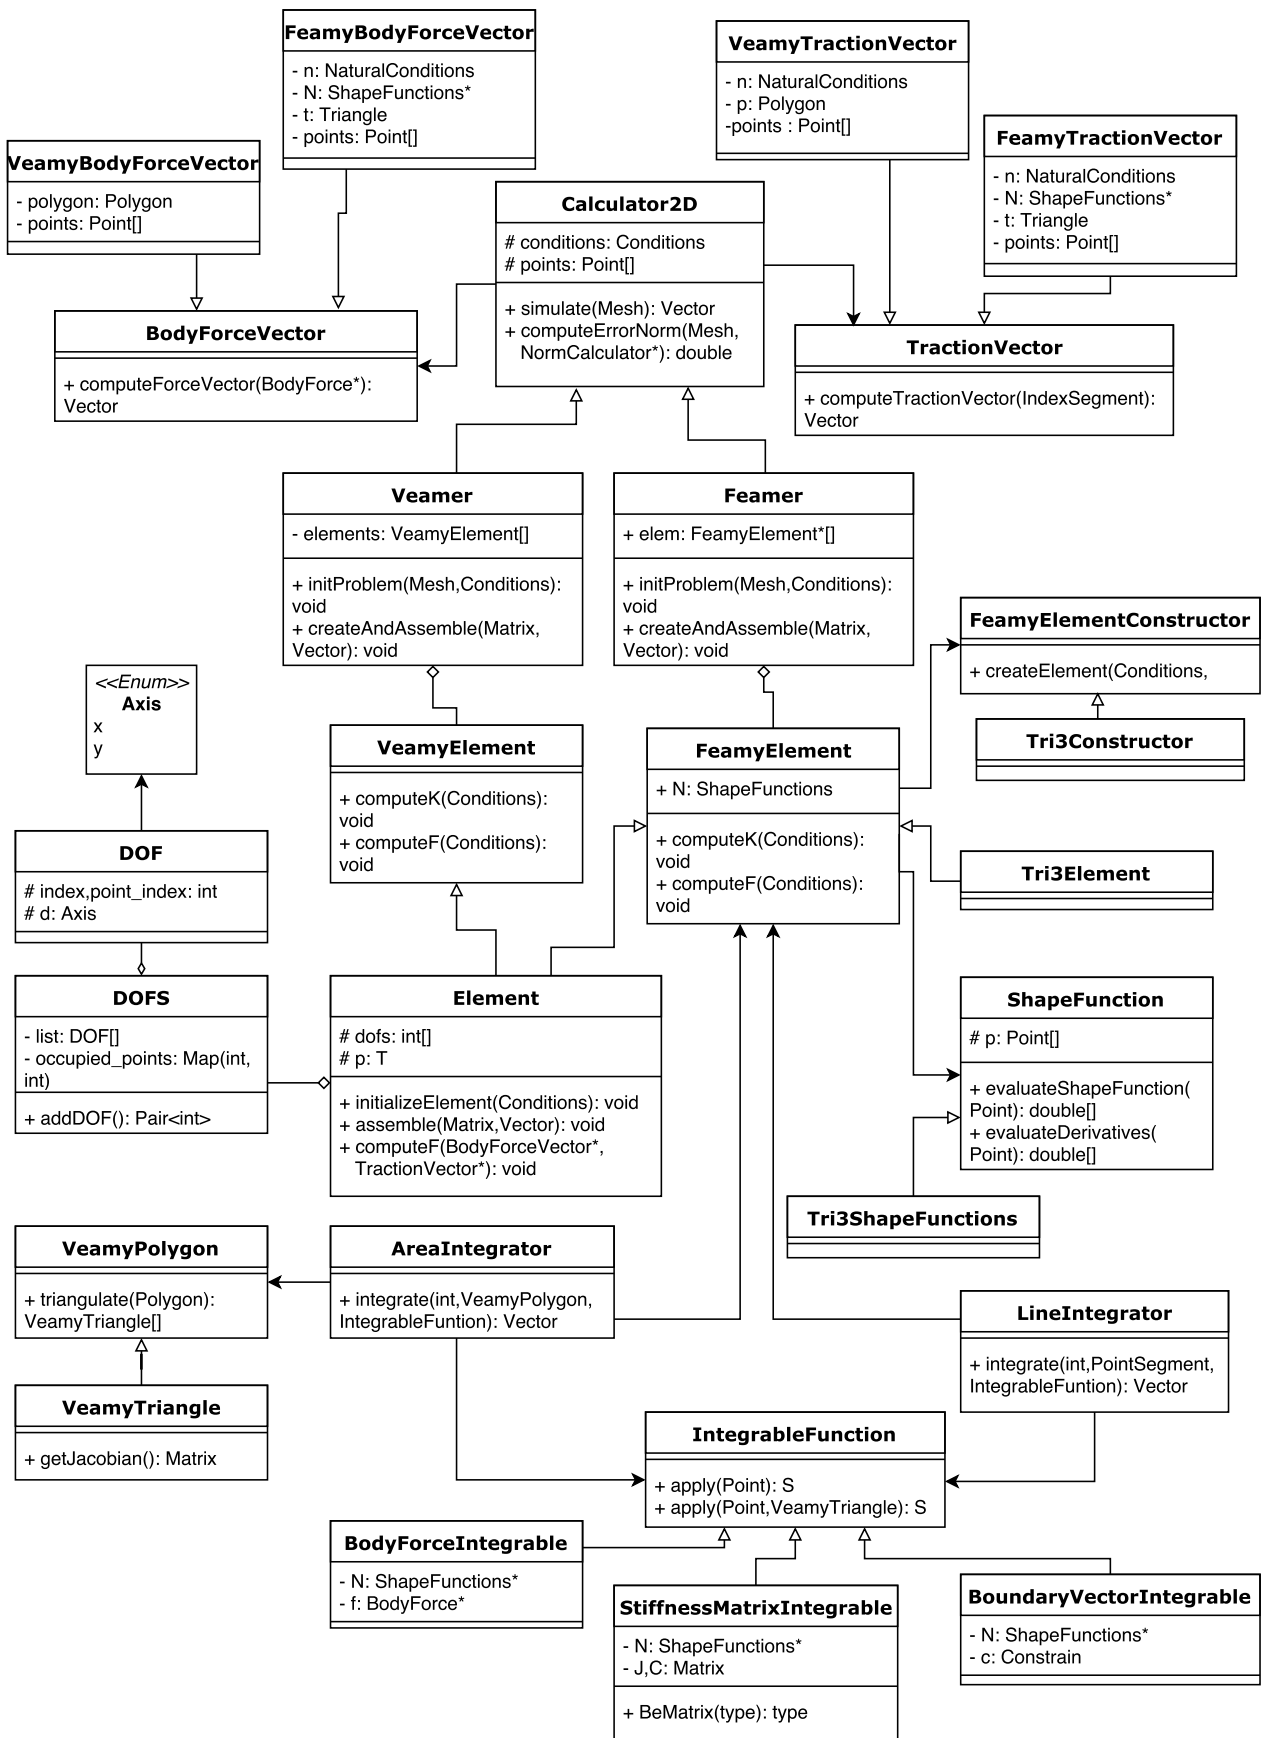 FeamyBodyForceVector
- n: NaturalConditions
- N: ShapeFunctions*
- t: Triangle
- points: Point[]
VeamyTractionVector
- n: NaturalConditions
- p: Polygon
-points : Point[]
FeamyTractionVector
- n: NaturalConditions
- N: ShapeFunctions*
- t: Triangle
- points: Point[]
VeamyBodyForceVector
- polygon: Polygon
- points: Point[]
Calculator2D
# conditions: Conditions
# points: Point[]
+ simulate(Mesh): Vector
+ computeErrorNorm(Mesh,
NormCalculator*): double
BodyForceVector
+ computeForceVector(BodyForce*):
Vector
TractionVector
+ computeTractionVector(IndexSegment):
Vector
Veamer
- elements: VeamyElement[]
+ initProblem(Mesh,Conditions):
void
+ createAndAssemble(Matrix,
Vector): void
Feamer
+ elem: FeamyElement*[]
+ initProblem(Mesh,Conditions):
void
+ createAndAssemble(Matrix,
Vector): void
FeamyElementConstructor
+ createElement(Conditions,
Tri3Constructor
<<Enum>>
Axis
x
y
VeamyElement
+ computeK(Conditions):
void
+ computeF(Conditions):
void
FeamyElement
+ N: ShapeFunctions
+ computeK(Conditions):
void
+ computeF(Conditions):
void
Tri3Element
DOF
# index,point_index: int
# d: Axis
DOFS
- list: DOF[]
- occupied_points: Map(int,
int)
+ addDOF(): Pair<int>
Element
# dofs: int[]
# p: T
+ initializeElement(Conditions): void
+ assemble(Matrix,Vector): void
+ computeF(BodyForceVector*,
TractionVector*): void
ShapeFunction
# p: Point[]
+ evaluateShapeFunction(
Point): double[]
+ evaluateDerivatives(
Point): double[]
Tri3ShapeFunctions
VeamyPolygon
+ triangulate(Polygon):
VeamyTriangle[]
AreaIntegrator
+ integrate(int,VeamyPolygon,
IntegrableFuntion): Vector
LineIntegrator
+ integrate(int,PointSegment,
IntegrableFuntion): Vector
VeamyTriangle
+ getJacobian(): Matrix
IntegrableFunction
+ apply(Point): S
+ apply(Point,VeamyTriangle): S
BodyForceIntegrable
- N: ShapeFunctions*
- f: BodyForce*
StiffnessMatrixIntegrable
- N: ShapeFunctions*
- J,C: Matrix
+ BeMatrix(type): type
BoundaryVectorIntegrable
- N: ShapeFunctions*
- c: Constrain